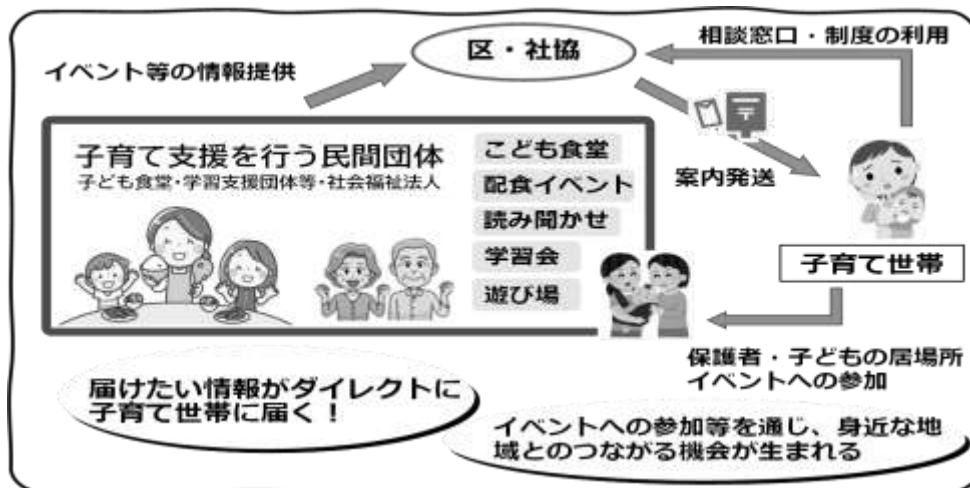 区・社協
相談窓口・制度の利用
イベント等の情報提供
案内発送
子育て支援を行う民間団体
子ども食堂・学習支援団体等・社会福祉法人
こども食堂
配食イベント
読み聞かせ
学習会
遊び場
子育て世帯
保護者・子どもの居場所
イベントへの参加
届けたい情報がダイレクトに
子育て世帯に届く！
イベントへの参加等を通じ、身近な地
域とのつながる機会が生まれる